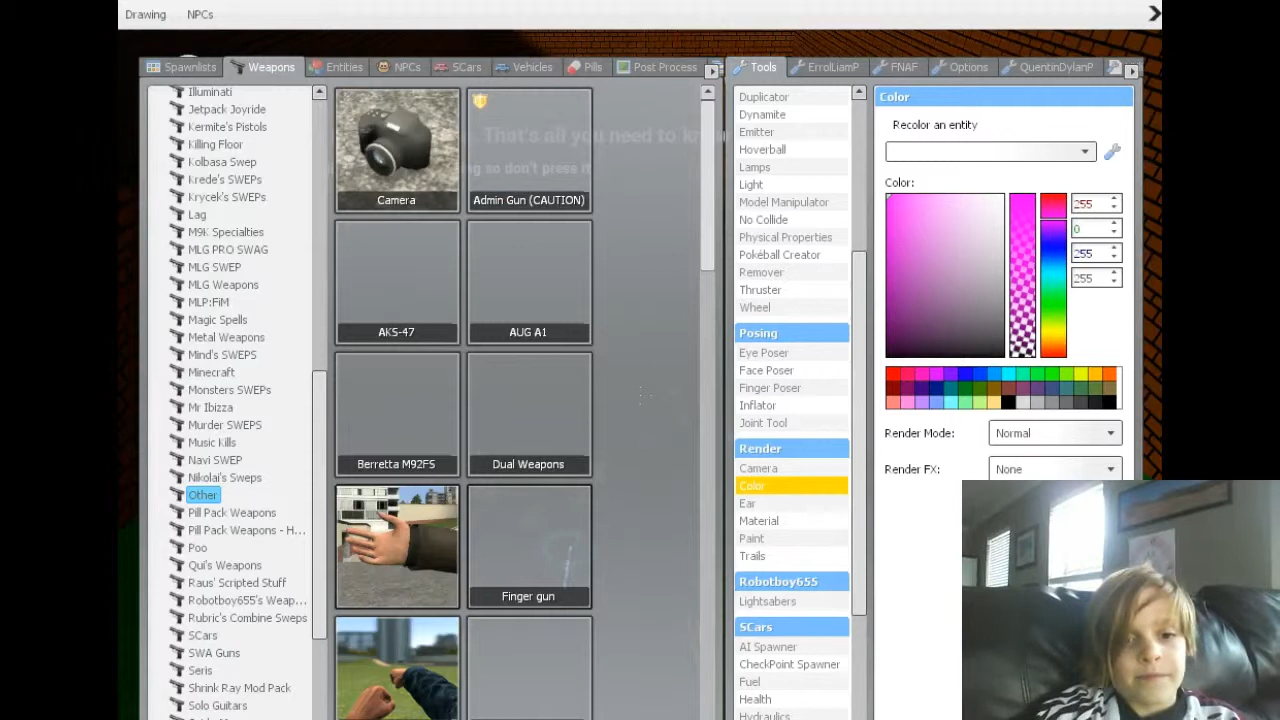 Drawing NPCs
Spawnlists Weapons Entities NPCs SCars Vehicles Pills Post Process
Tools ErrolLiamP FNAF Options QuentinDylanP
Illuminati
Jetpack Joyride
Kermite's Pistols
Killing Floor
Kolbasa Swep
Krede's SWEPs
Krycek's SWEPs
Lag
M9K Specialties
MLG PRO SWAG
MLG SWEP
MLG Weapons
MLP:FiM
Magic Spells
Metal Weapons
Mind's SWEPS
Minecraft
Monsters SWEPs
Mr Ibizza
Murder SWEPS
Music Kills
Navi SWEP
Nikolai's Sweps
Other
Pill Pack Weapons
Pill Pack Weapons - H...
Poo
Qui's Weapons
Raus' Scripted Stuff
Robotboy655's Weap...
Rubric's Combine Sweps
SCars
SWA Guns
Seris
Shrink Ray Mod Pack
Solo Guitars
. That's all you need to kn
ng so don't press it
Camera
Admin Gun (CAUTION)
AKS-47
AUG A1
Berretta M92FS
Dual Weapons
Finger gun
Duplicator
Dynamite
Emitter
Hoverball
Lamps
Light
Model Manipulator
No Collide
Physical Properties
Pokéball Creator
Remover
Thruster
Wheel
Posing
Eye Poser
Face Poser
Finger Poser
Inflator
Joint Tool
Render
Camera
Color
Ear
Material
Paint
Trails
Robotboy655
Lightsabers
SCars
AI Spawner
CheckPoint Spawner
Fuel
Health
Hydraulics
Color
Recolor an entity
Color:
255
0
255
255
Render Mode: Normal
Render FX: None